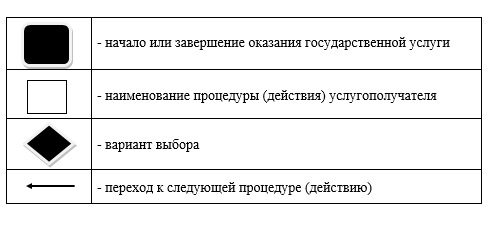 - начало или завершение оказания государственной услуги
- наименование процедуры (действия) услугополучателя
- вариант выбора
- переход к следующей процедуре (действию)